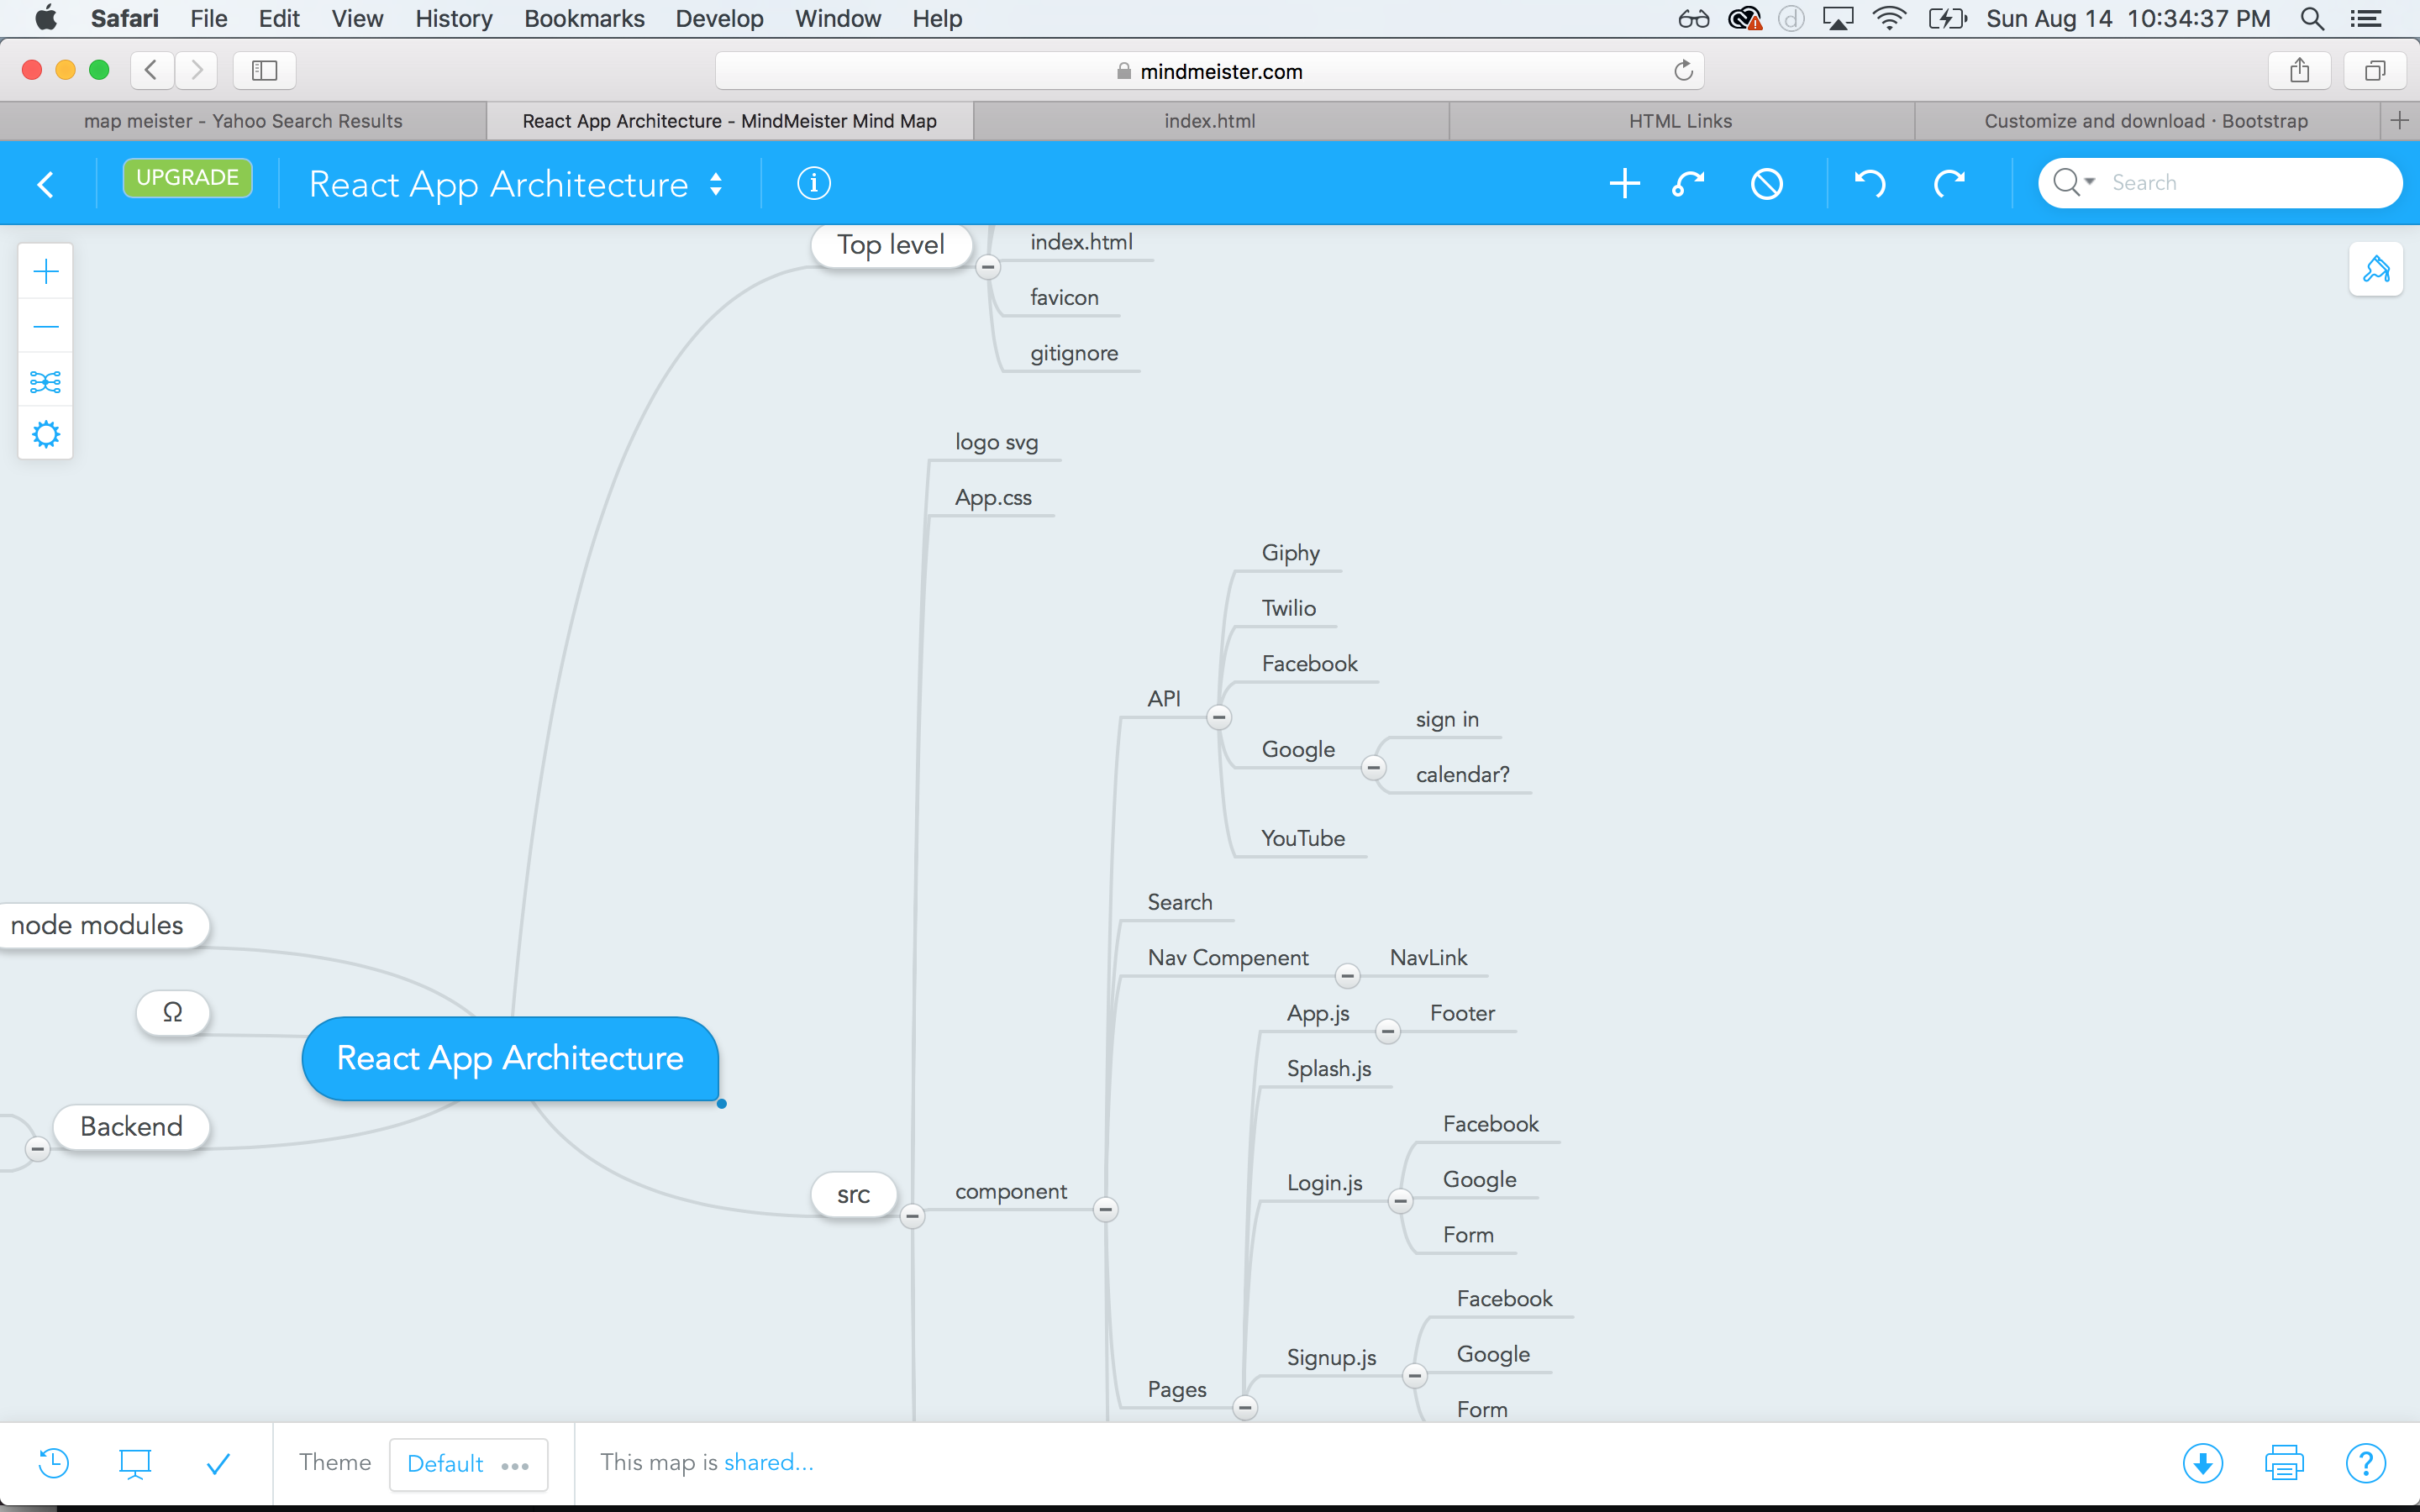 Safari File Edit View History Bookmarks Develop Window Help Sun Aug 14 10:34:37 PM
mindmeister.com
map meister - Yahoo Search Results React App Architecture - MindMeister Mind Map index.html HTML Links Customize and download · Bootstrap
UPGRADE React App Architecture Search
Top level
index.html
favicon
gitignore
logo svg
App.css
Giphy
Twilio
Facebook
API
sign in
Google
calendar?
YouTube
Search
node modules
Nav Compenent NavLink
Ω
App.js Footer
React App Architecture
Splash.js
Backend
Facebook
Login.js
Google
src
component
Form
Facebook
Signup.js
Google
Pages
Form
Theme Default ••• This map is shared...